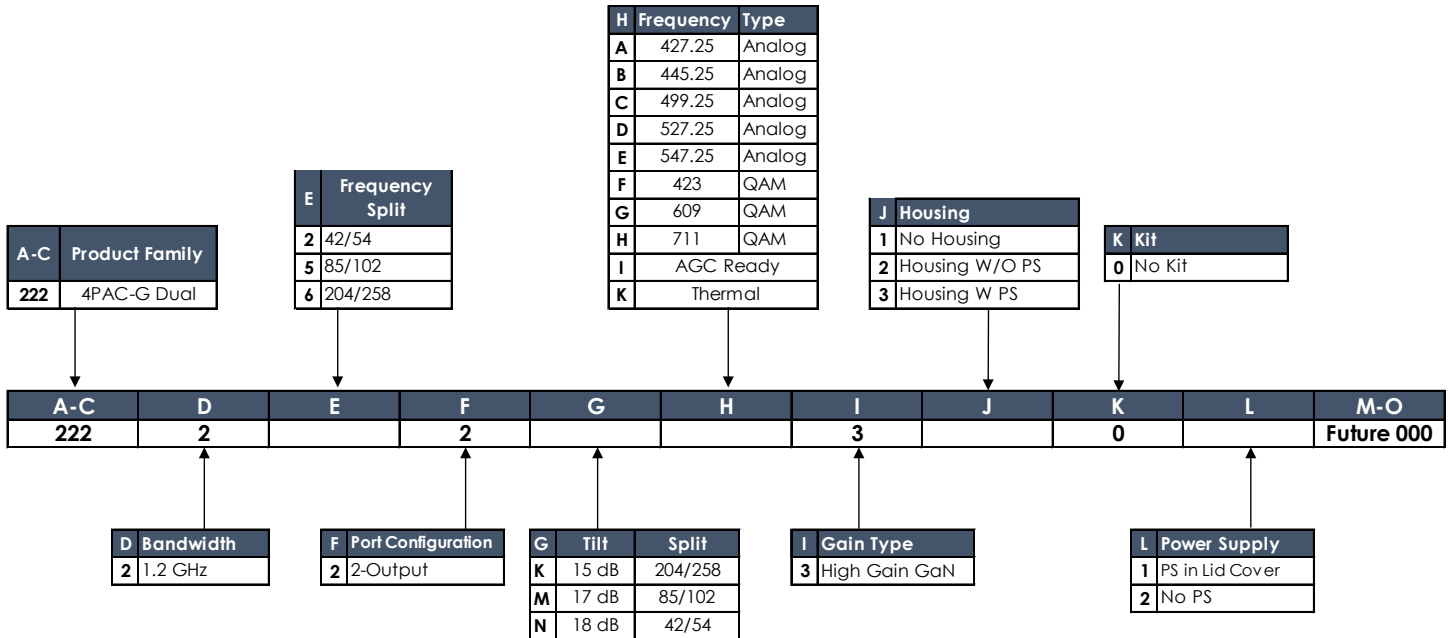 H Frequency Type
A 427.25 Analog
B 445.25 Analog
C 499.25 Analog
D 527.25 Analog
E 547.25 Analog
F 423 QAM
G 609 QAM
H 711 QAM
I AGC Ready
K Thermal
E Frequency
Split
2 42/54
5 85/102
6 204/258
J Housing
1 No Housing
2 Housing W/O PS
3 Housing W PS
A-C Product Family
222 4PAC-G Dual
K Kit
0 No Kit
A-C D E F G H I J K L M-O
222 2 2 3 0 Future 000
D Bandwidth
2 1.2 GHz
F Port Configuration
2 2-Output
G Tilt Split
K 15 dB 204/258
M 17 dB 85/102
N 18 dB 42/54
I Gain Type
3 High Gain GaN
L Power Supply
1 PS in Lid Cover
2 No PS